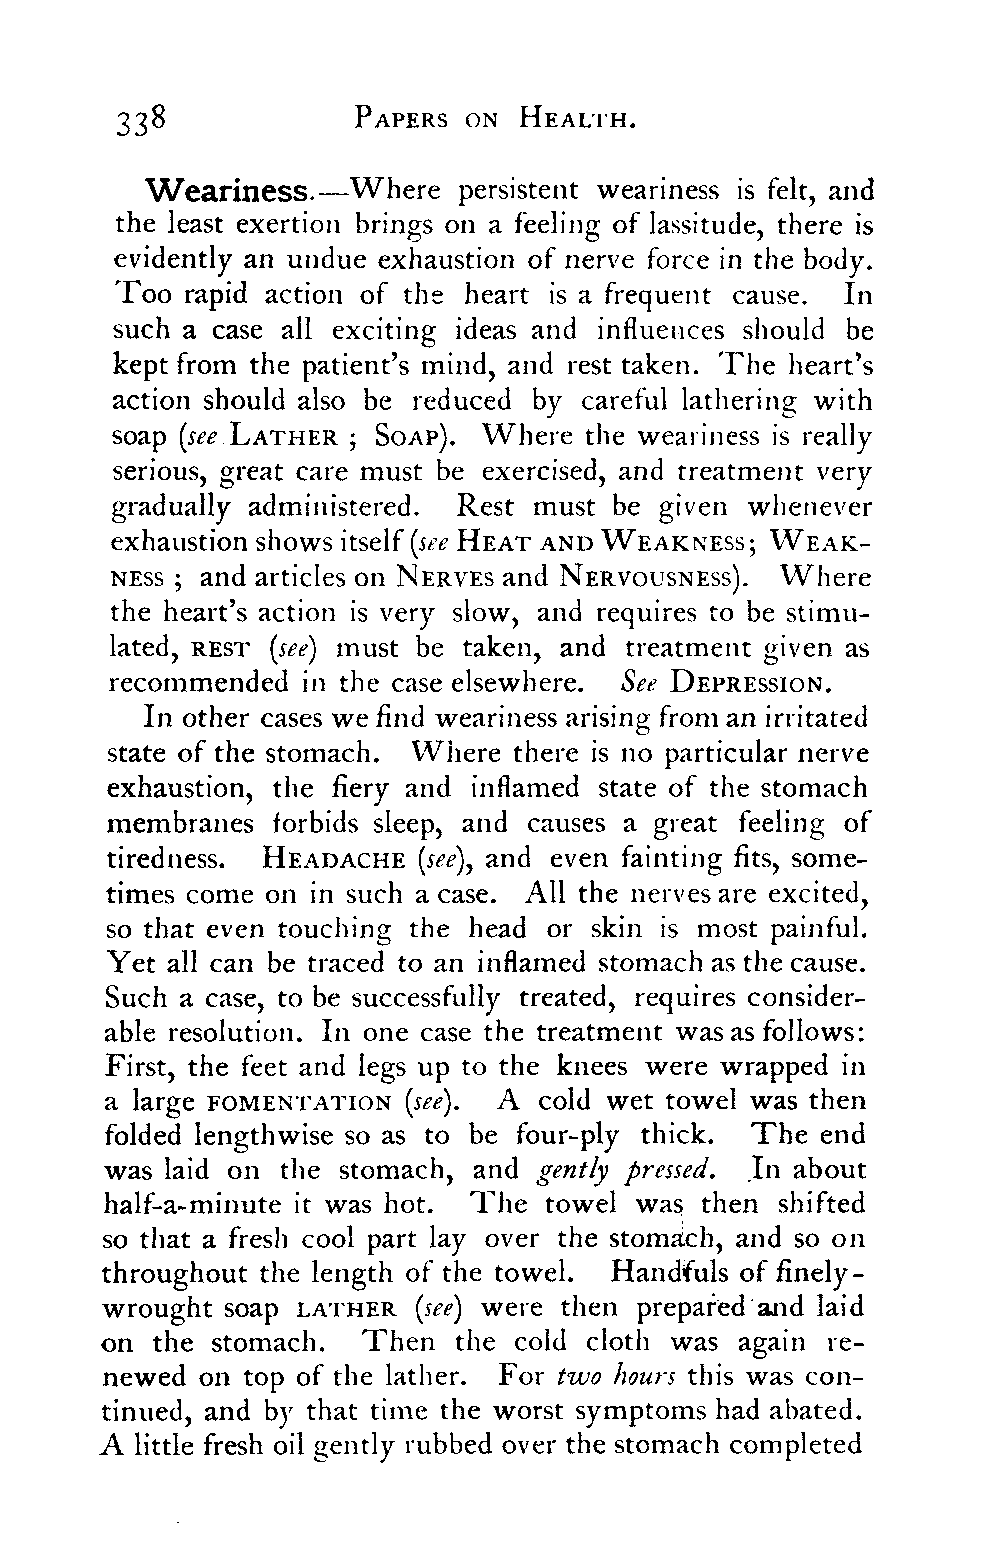 338 PAPERS ON HEALTH.
Weariness.—Where persistent weariness is felt, and
the least exertion brings on a feeling of lassitude, there is
evidently an undue exhaustion of nerve force in the body.
Too rapid action of the heart is a frequent cause. In
such a case all exciting ideas and influences should be
kept from the patient's mind, and rest taken. The heart's
action should also be reduced by careful lathering with
soap (see LATHER ; SOAP). Where the weariness is really
serious, great care must be exercised, and treatment very
gradually administered. Rest must be given whenever
exhaustion shows itself (see HEAT AND WEAKNESS; WEAK-
NESS ; and articles on NERVES and NERVOUSNESS). Where
the heart's action is very slow, and requires to be stimu-
lated, REST (see) must be taken, and treatment given as
recommended in the case elsewhere. See DEPRESSION.
In other cases we find weariness arising from an irritated
state of the stomach. Where there is no particular nerve
exhaustion, the fiery and inflamed state of the stomach
membranes forbids sleep, and causes a great feeling of
tiredness. HEADACHE (see), and even fainting fits, some-
times come on in such a case. All the nerves are excited,
so that even touching the head or skin is most painful.
Yet all can be traced to an inflamed stomach as the cause.
Such a case, to be successfully treated, requires consider-
able resolution. In one case the treatment was as follows:
First, the feet and legs up to the knees were wrapped in
a large FOMENTATION (see). A cold wet towel was then
folded lengthwise so as to be four-ply thick. The end
was laid on the stomach, and gently pressed. In about
half-a-minute it was hot. The towel was then shifted
so that a fresh cool part lay over the stomach, and so on
throughout the length of the towel. Handfuls of finely-
wrought soap LATHER (see) were then prepared and laid
on the stomach. Then the cold cloth was again re-
newed on top of the lather. For two hours this was con-
tinued, and by that time the worst symptoms had abated.
A little fresh oil gently rubbed over the stomach completed